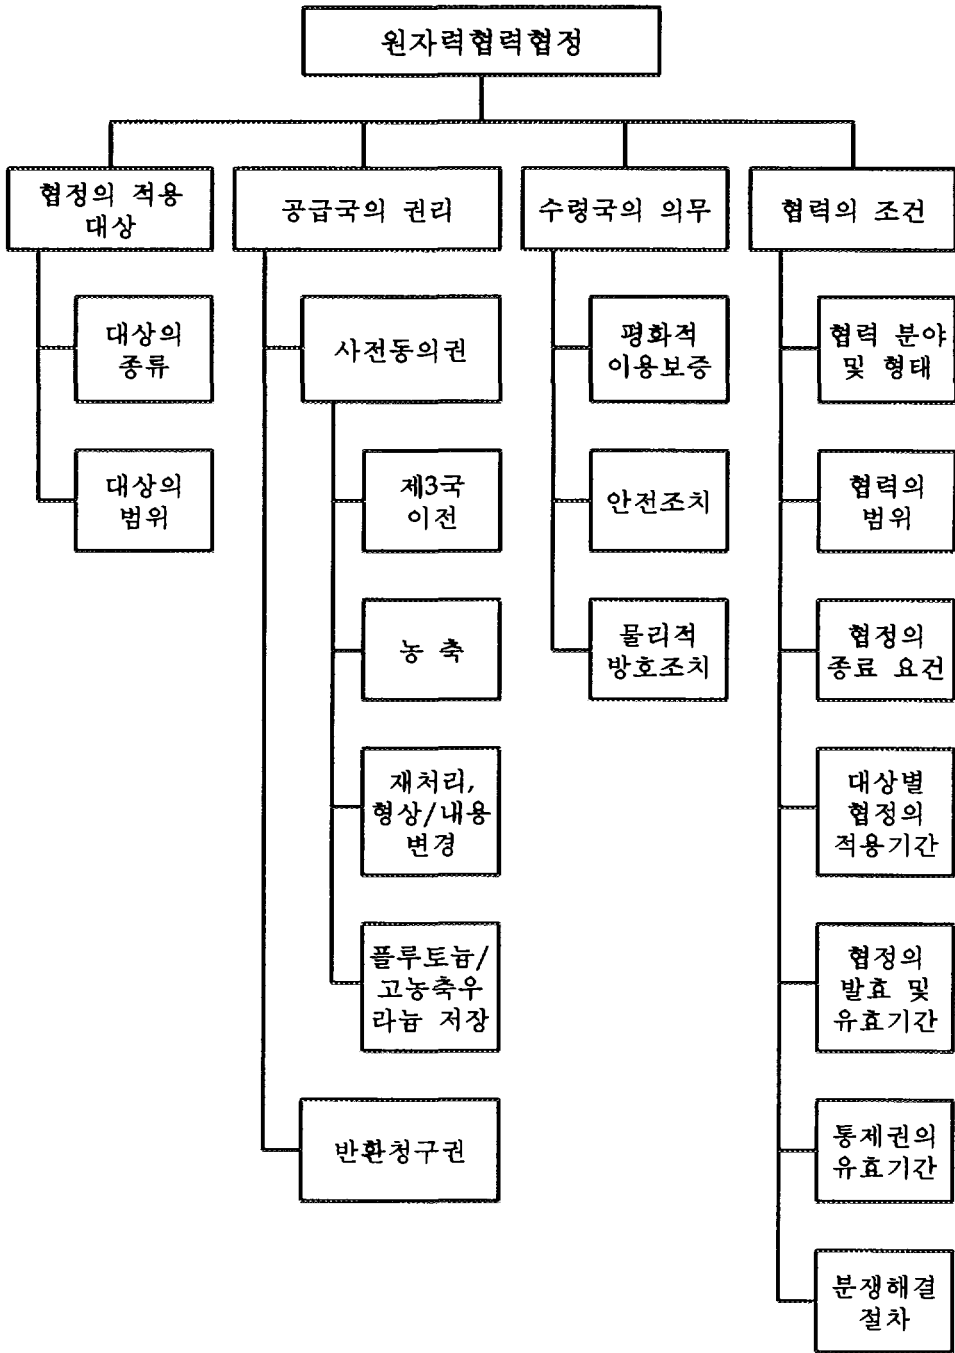 원자력협력협정
협정의 적용
대상
대상의
종류
대상의
범위
공급국의 권리
사전동의권
제3국
이전
농 축
재처리,
형상/내용
변경
플루토늄/
고농축우
라늄 저장
반환청구권
수령국의 의무
평화적
이용보증
안전조치
물리적
방호조치
협력의 조건
협력 분야
및 형태
협력의
범위
협정의
종료 요건
대상별
협정의
적용기간
협정의
발효 및
유효기간
통제권의
유효기간
분쟁해결
절차